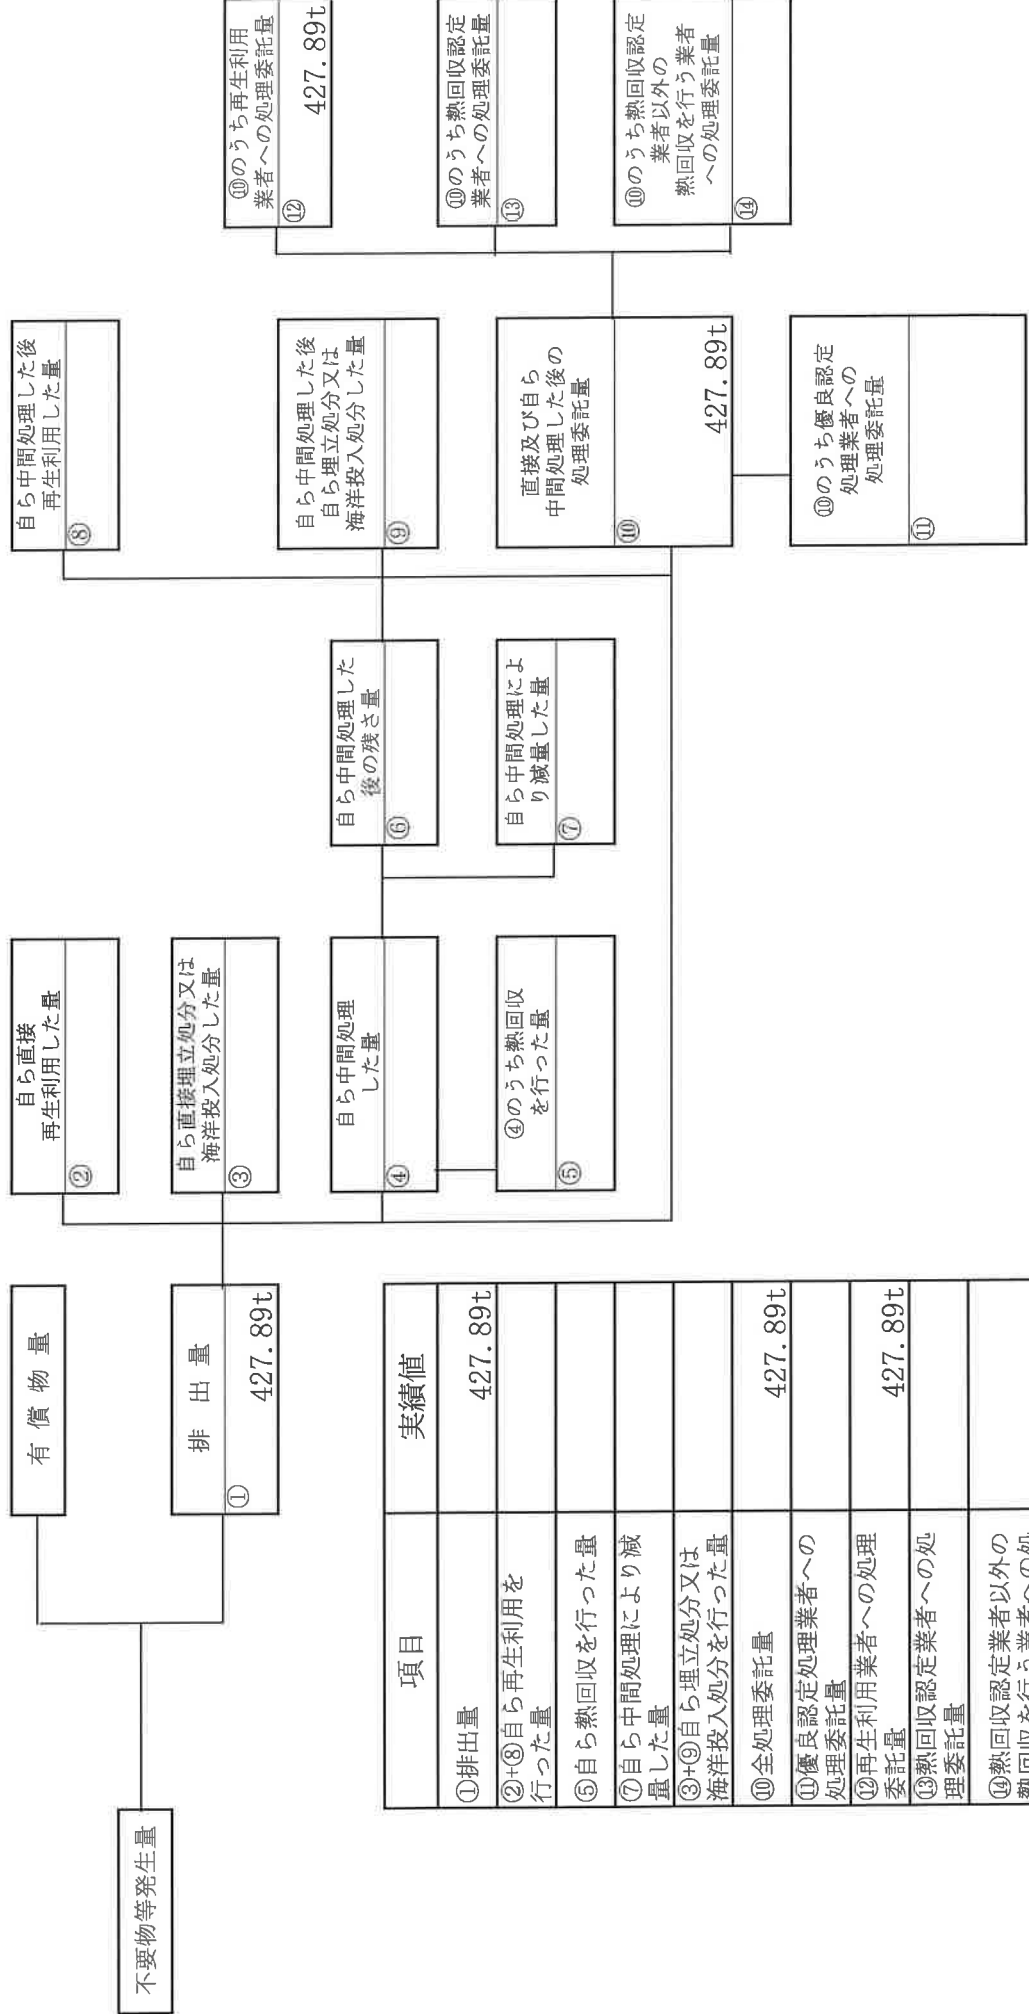 不要物等発生量
有償物量
排出量
①
427.89t
自ら直接
再生利用した量
②
自ら直接埋立処分又は
海洋投入処分した量
③
自ら中間処理
した量
④
④のうち熱回収
を行った量
⑤
自ら中間処理した
後の残さ量
⑥
自ら中間処理によ
り減量した量
⑦
自ら中間処理した後
再生利用した量
⑧
自ら中間処理した後
自ら埋立処分又は
海洋投入処分した量
⑨
直接及び自ら
中間処理した後の
処理委託量
⑩
427.89t
⑩のうち優良認定
処理業者への
処理委託量
⑪
⑩のうち再生利用
業者への処理委託量
⑫
427.89t
⑩のうち熱回収認定
業者への処理委託量
⑬
⑩のうち熱回収認定
業者以外の
熱回収を行う業者
への処理委託量
⑭
項目 実績値
①排出量 427.89t
②+⑧自ら再生利用を
行った量
⑤自ら熱回収を行った量
⑦自ら中間処理により減
量した量
③+⑨自ら埋立処分又は
海洋投入処分を行った量
⑩全処理委託量 427.89t
⑪優良認定処理業者への
処理委託量
⑫再生利用業者への処理
委託量 427.89t
⑬熱回収認定業者への処
理委託量
⑭熱回収認定業者以外の